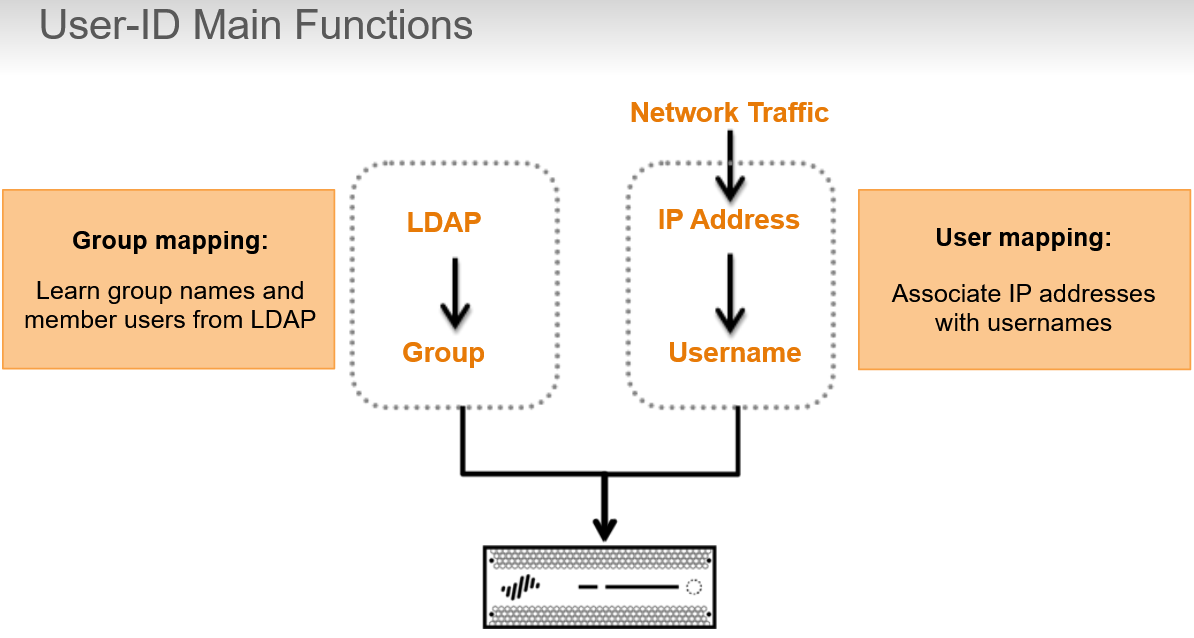 User-ID Main Functions
Network Traffic
Group mapping:
Learn group names and
member users from LDAP
LDAP
Group
IP Address
Username
User mapping:
Associate IP addresses
with usernames